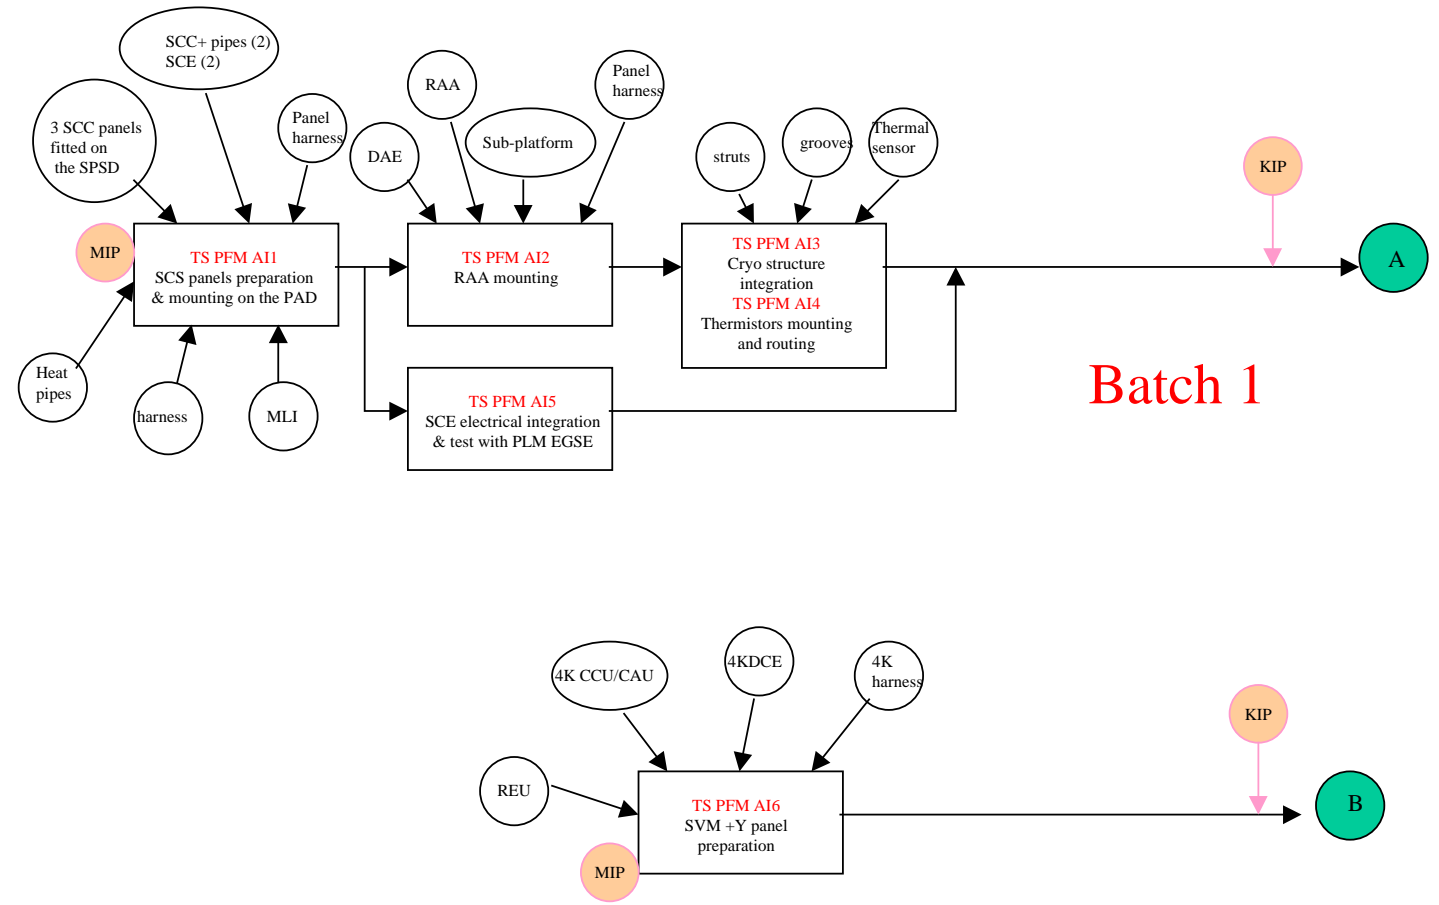 SCC+ pipes (2)
SCE (2)
3 SCC panels
fitted on
the SPSD
Panel
harness
RAA
DAE
Sub-platform
Panel
harness
struts
grooves
Thermal
sensor
KIP
MIP
TS PFM AI1
SCS panels preparation
& mounting on the PAD
TS PFM AI2
RAA mounting
TS PFM AI3
Cryo structure
integration
TS PFM AI4
Thermistors mounting
and routing
A
Heat
pipes
harness
MLI
TS PFM AI5
SCE electrical integration
& test with PLM EGSE
Batch 1
4K CCU/CAU
4KDCE
4K
harness
KIP
REU
TS PFM AI6
SVM +Y panel
preparation
B
MIP